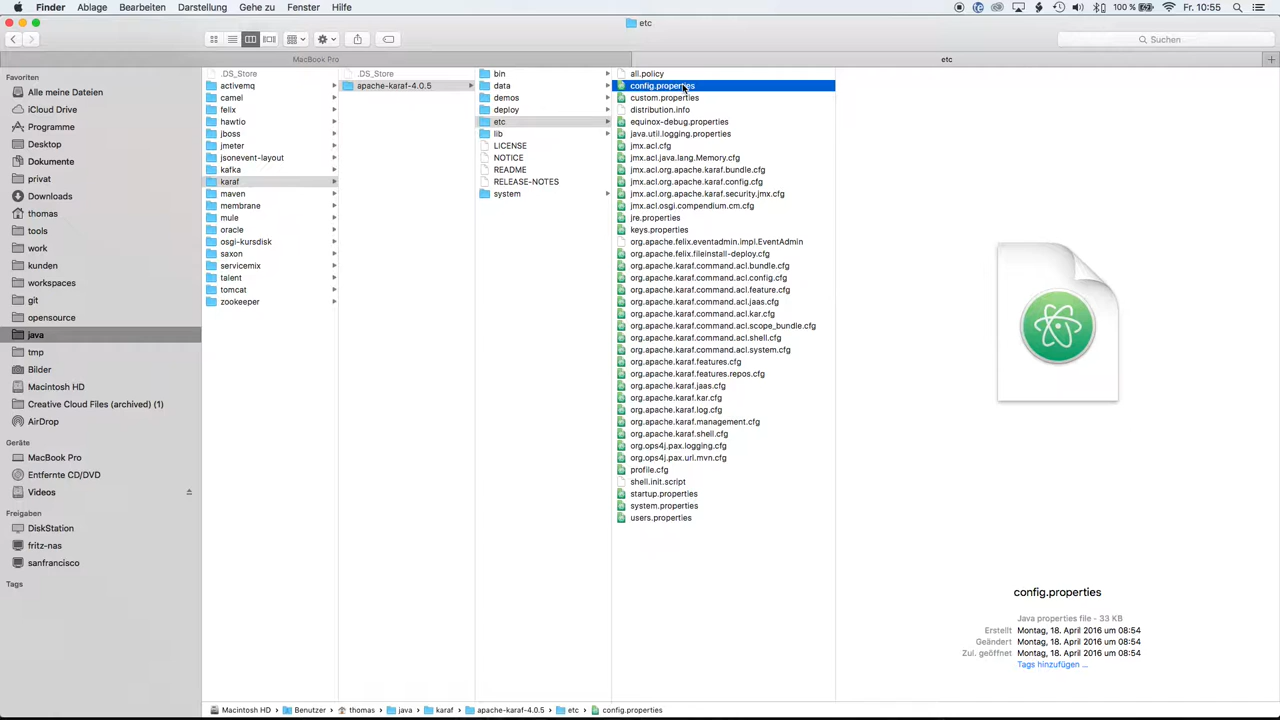 Finder Ablage Bearbeiten Darstellung Gehe zu Fenster Hilfe 100 % Fr. 10:55
etc
Suchen
MacBook Pro etc
Favoriten
Alle meine Dateien
iCloud Drive
Programme
Desktop
Dokumente
privat
Downloads
thomas
tools
work
kunden
workspaces
git
opensource
java
tmp
Bilder
Macintosh HD
Creative Cloud Files (archived) (1)
AirDrop
Geräte
MacBook Pro
Entfernte CD/DVD
Videos
Freigaben
DiskStation
fritz-nas
sanfrancisco
Tags
.DS_Store
activemq
camel
felix
hawtio
jboss
jmeter
jsonevent-layout
kafka
karaf
maven
membrane
mule
oracle
osgi-kursdisk
saxon
servicemix
talent
tomcat
zookeeper
.DS_Store
apache-karaf-4.0.5
bin
data
demos
deploy
etc
lib
LICENSE
NOTICE
README
RELEASE-NOTES
system
all.policy
config.properties
custom.properties
distribution.info
equinox-debug.properties
java.util.logging.properties
jmx.acl.cfg
jmx.acl.java.lang.Memory.cfg
jmx.acl.org.apache.karaf.bundle.cfg
jmx.acl.org.apache.karaf.config.cfg
jmx.acl.org.apache.karaf.security.jmx.cfg
jmx.acl.osgi.compendium.cm.cfg
jre.properties
keys.properties
org.apache.felix.eventadmin.impl.EventAdmin
org.apache.felix.fileinstall-deploy.cfg
org.apache.karaf.command.acl.bundle.cfg
org.apache.karaf.command.acl.config.cfg
org.apache.karaf.command.acl.feature.cfg
org.apache.karaf.command.acl.jaas.cfg
org.apache.karaf.command.acl.kar.cfg
org.apache.karaf.command.acl.scope_bundle.cfg
org.apache.karaf.command.acl.shell.cfg
org.apache.karaf.command.acl.system.cfg
org.apache.karaf.features.cfg
org.apache.karaf.features.repos.cfg
org.apache.karaf.jaas.cfg
org.apache.karaf.kar.cfg
org.apache.karaf.log.cfg
org.apache.karaf.management.cfg
org.apache.karaf.shell.cfg
org.ops4j.pax.logging.cfg
org.ops4j.pax.url.mvn.cfg
profile.cfg
shell.init.script
startup.properties
system.properties
users.properties
config.properties
Java properties file - 33 KB
Erstellt Montag, 18. April 2016 um 08:54
Geändert Montag, 18. April 2016 um 08:54
Zul. geöffnet Montag, 18. April 2016 um 08:54
Tags hinzufügen ...
Macintosh HD Benutzer thomas java karaf apache-karaf-4.0.5 etc config.properties